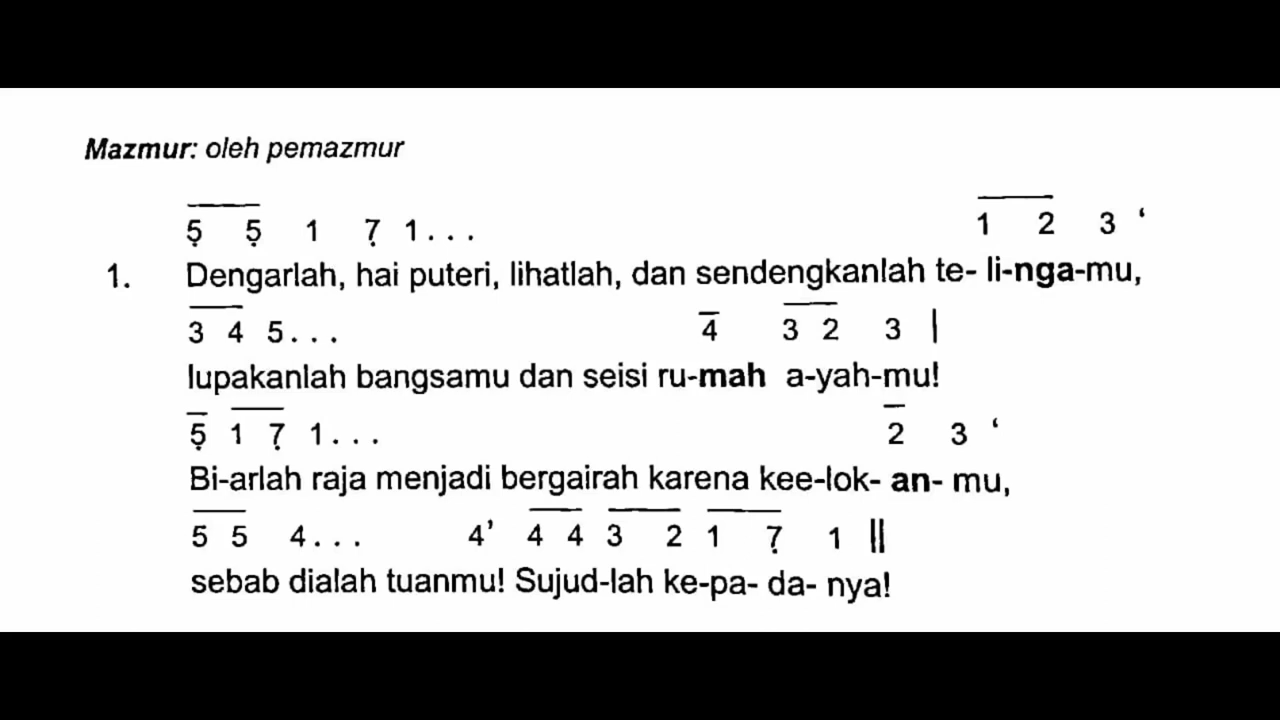 Mazmur: oleh pemazmur
5̣ 5̣ 1 7̣ 1... 1 2 3 ‘
1. Dengarlah, hai puteri, lihatlah, dan sendengkanlah te- li-nga-mu,
3 4 5... 4 3 2 3 |
lupakanlah bangsamu dan seisi ru-mah a-yah-mu!
5̣ 1 7̣ 1... 2 3 ‘
Bi-arlah raja menjadi bergairah karena kee-lok- an- mu,
5 5 4... 4’ 4 4 3 2 1 7̣ 1 ||
sebab dialah tuanmu! Sujud-lah ke-pa- da- nya!